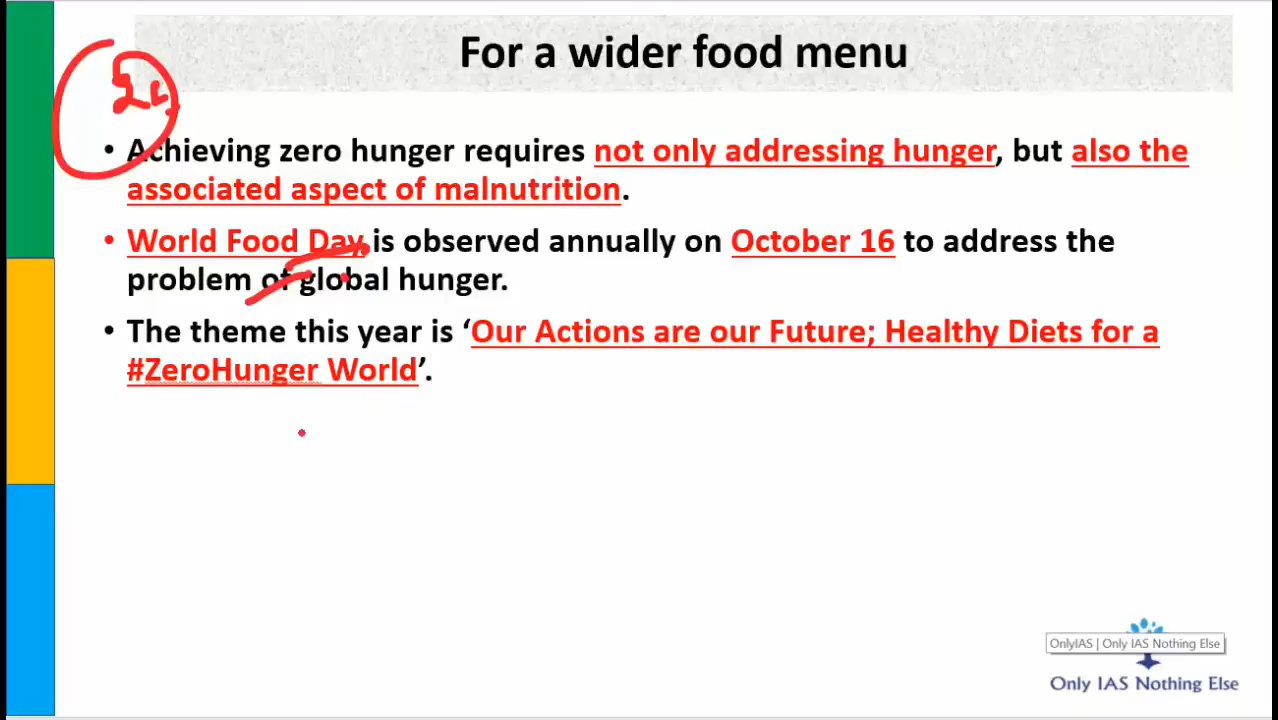 For a wider food menu
• Achieving zero hunger requires not only addressing hunger, but also the
associated aspect of malnutrition.
• World Food Day is observed annually on October 16 to address the
problem of global hunger.
• The theme this year is ‘Our Actions are our Future; Healthy Diets for a
#ZeroHunger World’.
OnlyIAS | Only IAS Nothing Else
Only IAS Nothing Else